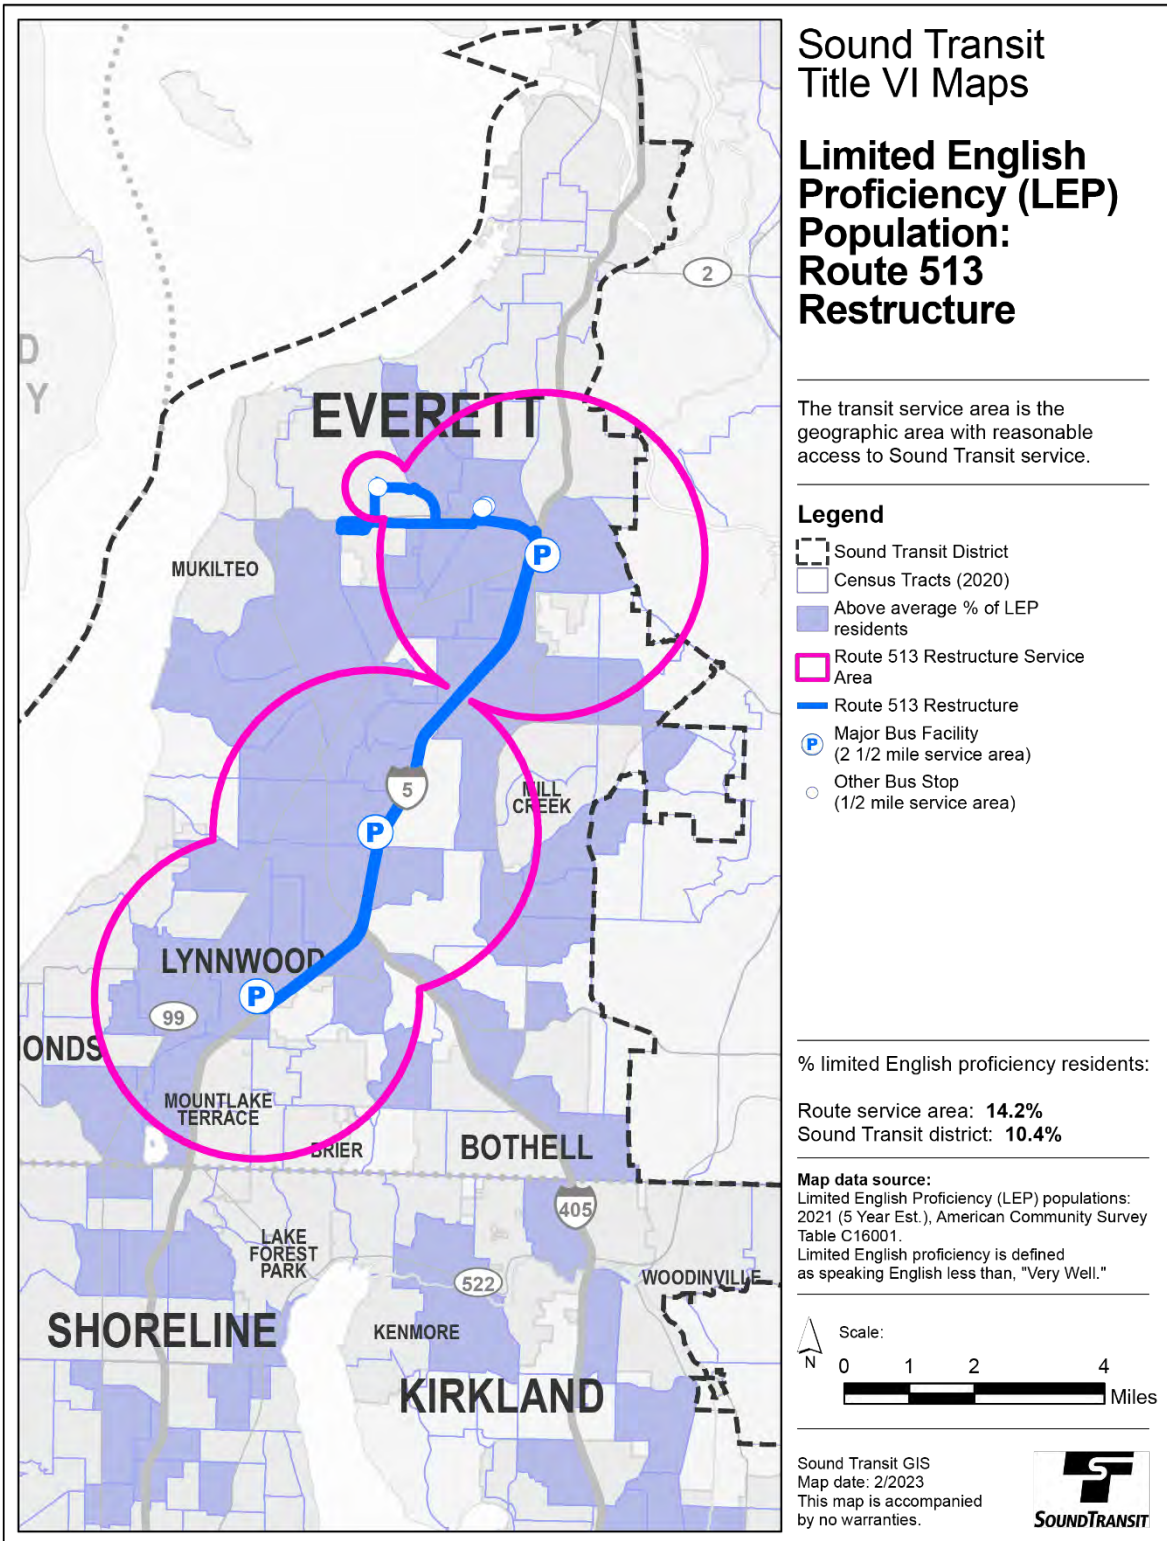 Sound Transit
Title VI Maps
Limited English
Proficiency (LEP)
Population:
Route 513
Restructure
The transit service area is the
geographic area with reasonable
access to Sound Transit service.
Legend
Sound Transit District
Census Tracts (2020)
Above average % of LEP
residents
Route 513 Restructure Service
Area
Route 513 Restructure
P
Major Bus Facility
(2 1/2 mile service area)
Other Bus Stop
(1/2 mile service area)
% limited English proficiency residents:
Route service area: 14.2%
Sound Transit district: 10.4%
Map data source:
Limited English Proficiency (LEP) populations:
2021 (5 Year Est.), American Community Survey
Table C16001.
Limited English proficiency is defined
as speaking English less than, "Very Well."
N
Scale:
0 1 2 4
Miles
Sound Transit GIS
Map date: 2/2023
This map is accompanied
by no warranties.
SOUNDTRANSIT
2
D
Y
EVERETT
P
MUKILTEO
5
MILL
CREEK
P
LYNNWOOD
P
99
ONDS
MOUNTLAKE
TERRACE
BRIER
BOTHELL
405
LAKE
FOREST
PARK
522
WOODINVILLE
SHORELINE
KENMORE
KIRKLAND